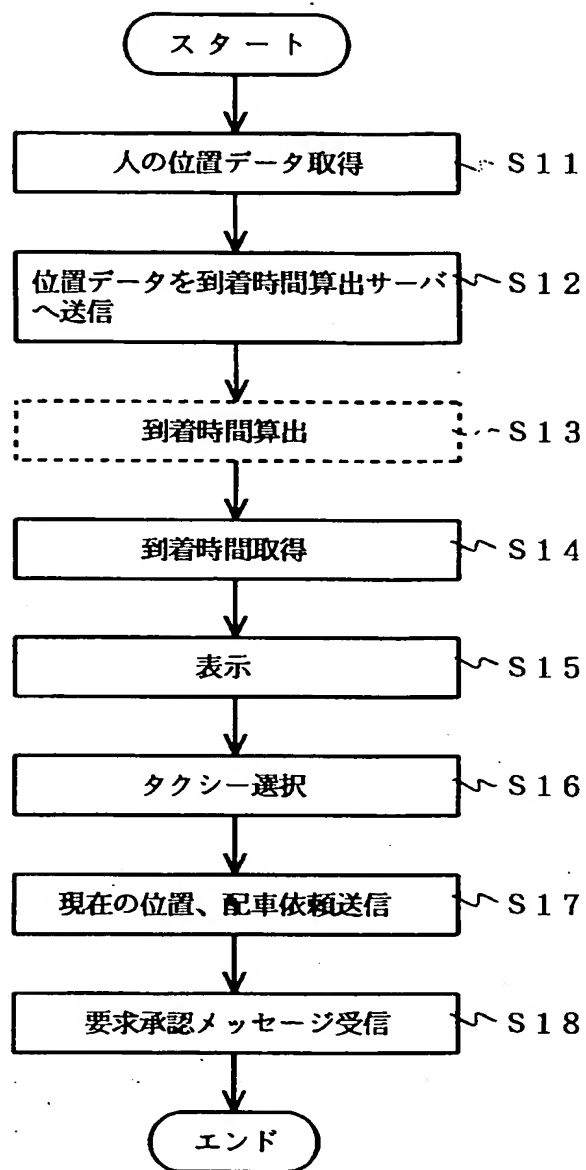 スタート
人の位置データ取得
S11
位置データを到着時間算出サーバ
へ送信
S12
到着時間算出
S13
到着時間取得
S14
表示
S15
タクシー選択
S16
現在の位置、配車依頼送信
S17
要求承認メッセージ受信
S18
エンド